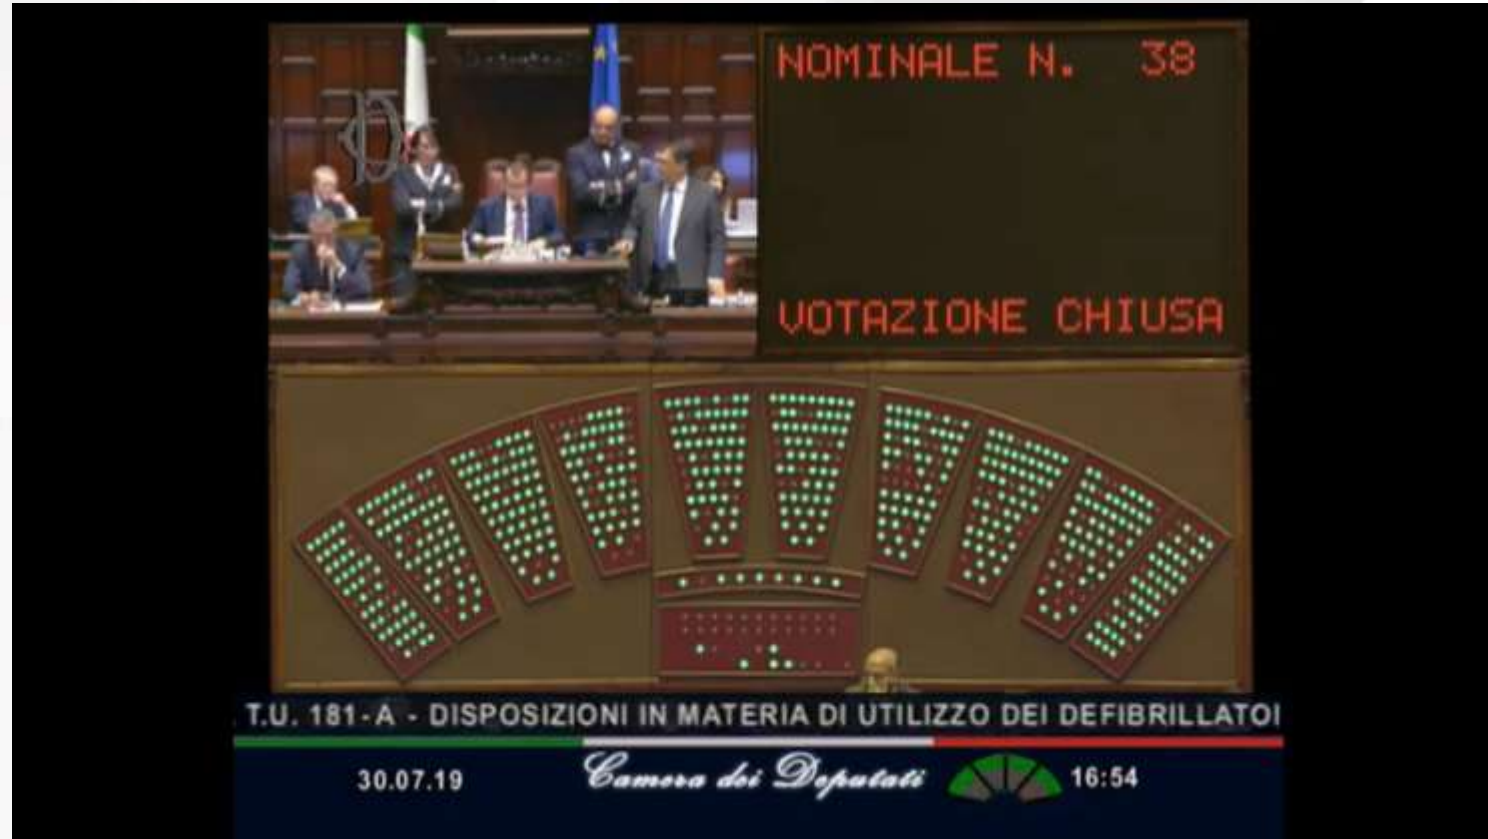 NOMINALE N. 38
VOTAZIONE CHIUSA
T.U. 181-A - DISPOSIZIONI IN MATERIA DI UTILIZZO DEI DEFIBRILLATOI
30.07.19
Camera dei Deputati
16:54